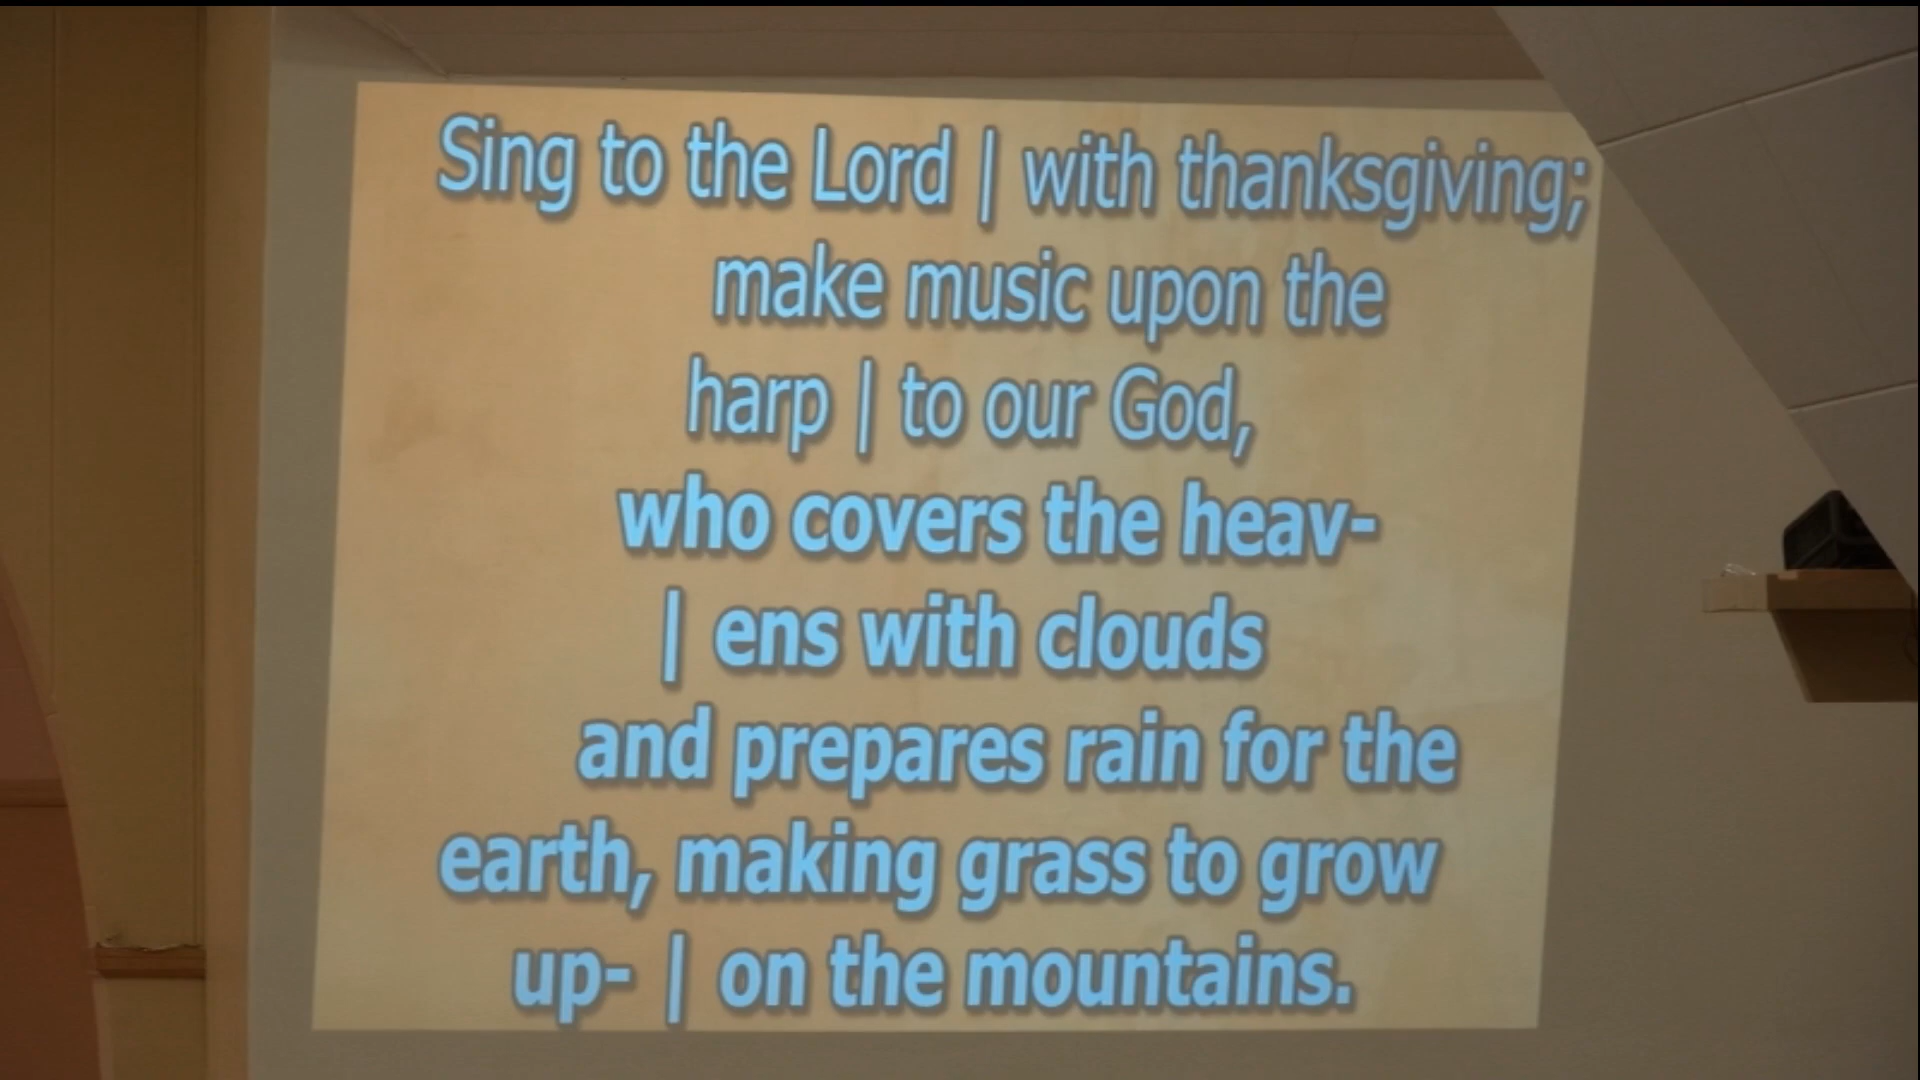 Sing to the Lord | with thanksgiving;
make music upon the
harp | to our God,
who covers the heav-
| ens with clouds
and prepares rain for the
earth, making grass to grow
up- | on the mountains.